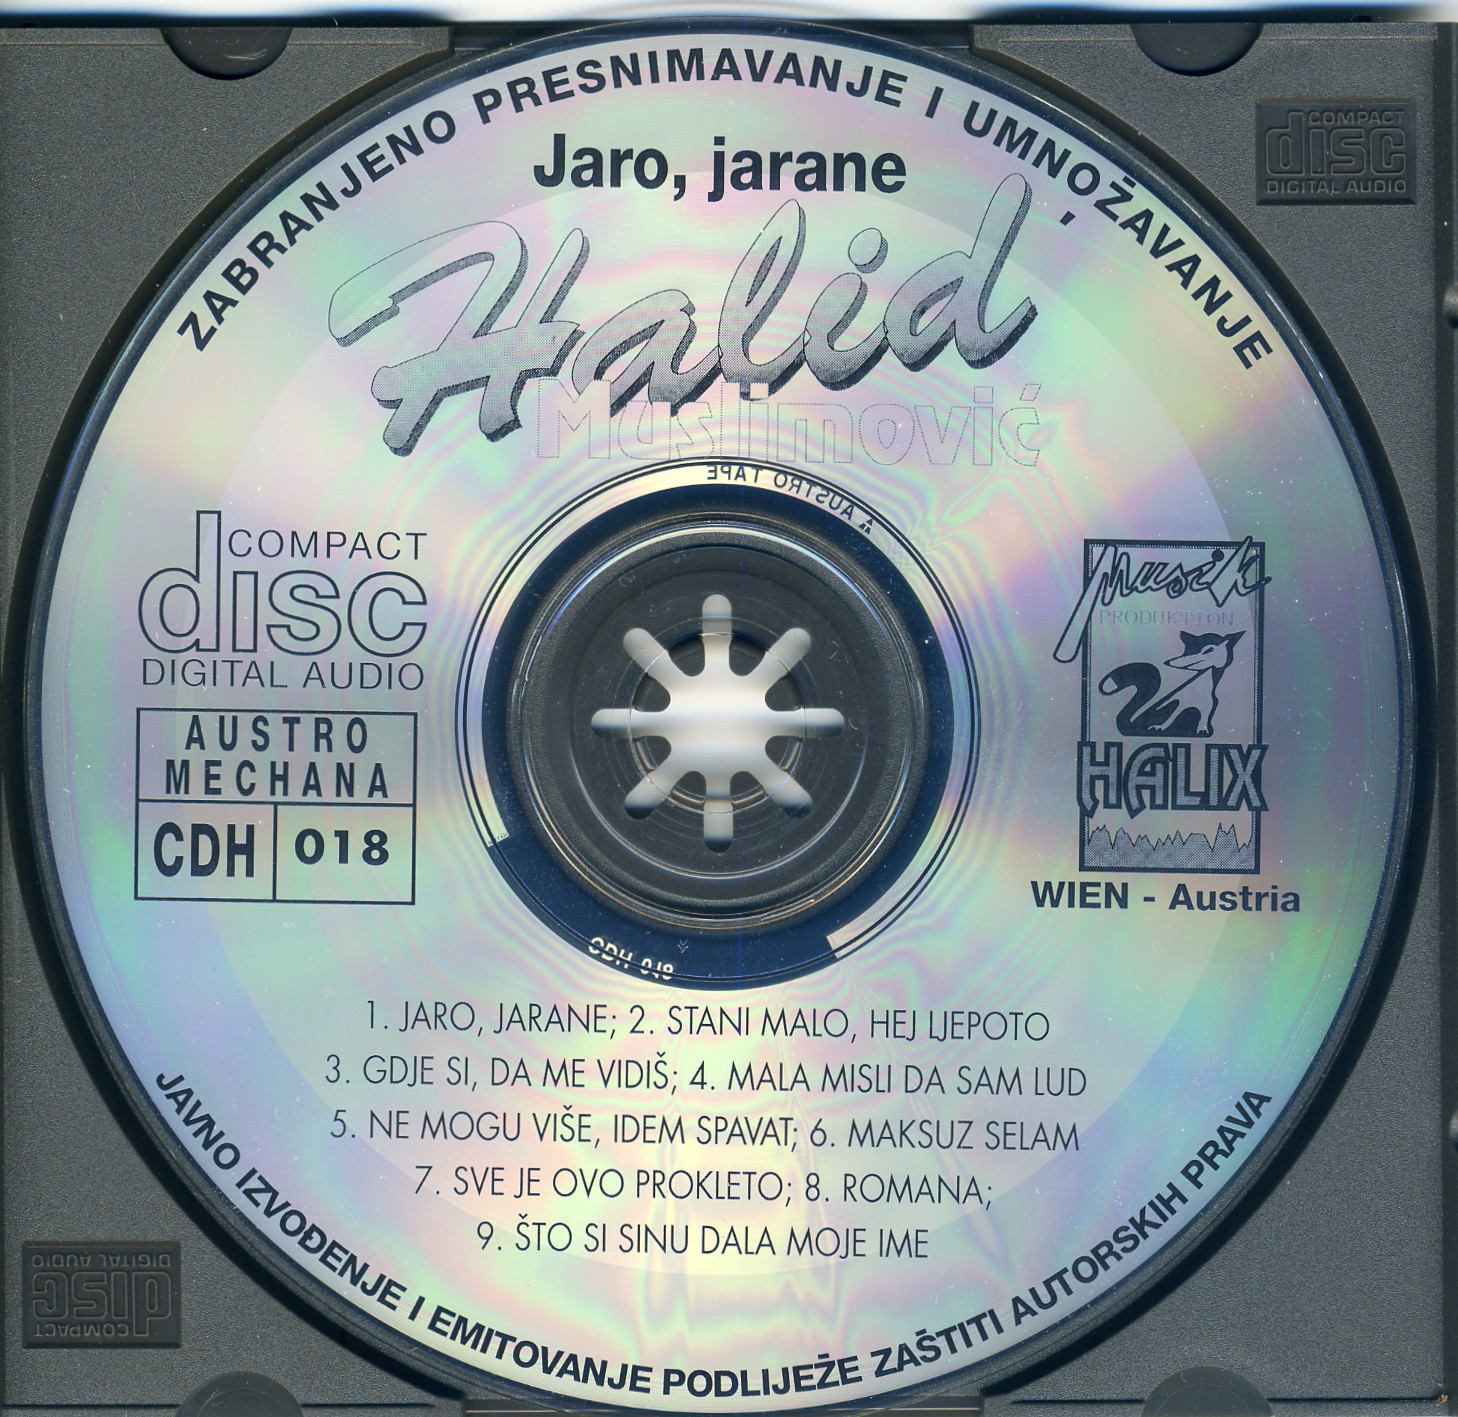 ZABRANJENO PRESNIMAVANJE I UMNOŽAVANJE
Jaro, jarane
Halid
Muslimović
AUSTRO TAPE
COMPACT
disc
DIGITAL AUDIO
AUSTRO
MECHANA
CDH 018
Musik
PRODUKTION
HALIX
WIEN - Austria
CDH 018
1. JARO, JARANE; 2. STANI MALO, HEJ LJEPOTO
3. GDJE SI, DA ME VIDIŠ; 4. MALA MISLI DA SAM LUD
5. NE MOGU VIŠE, IDEM SPAVAT; 6. MAKSUZ SELAM
7. SVE JE OVO PROKLETO; 8. ROMANA;
9. ŠTO SI SINU DALA MOJE IME
JAVNO IZVOĐENJE I EMITOVANJE PODLIJEŽE ZAŠTITI AUTORSKIH PRAVA
COMPACT
disc
DIGITAL AUDIO
COMPACT
disc
DIGITAL AUDIO